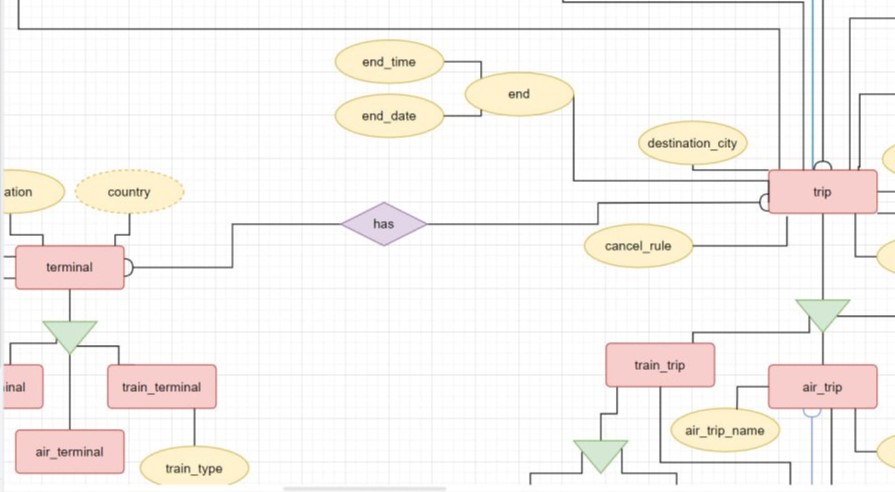 end_time
end
end_date
destination_city
ation
country
trip
has
cancel_rule
terminal
train_trip
inal
train_terminal
air_trip
air_trip_name
air_terminal
train_type